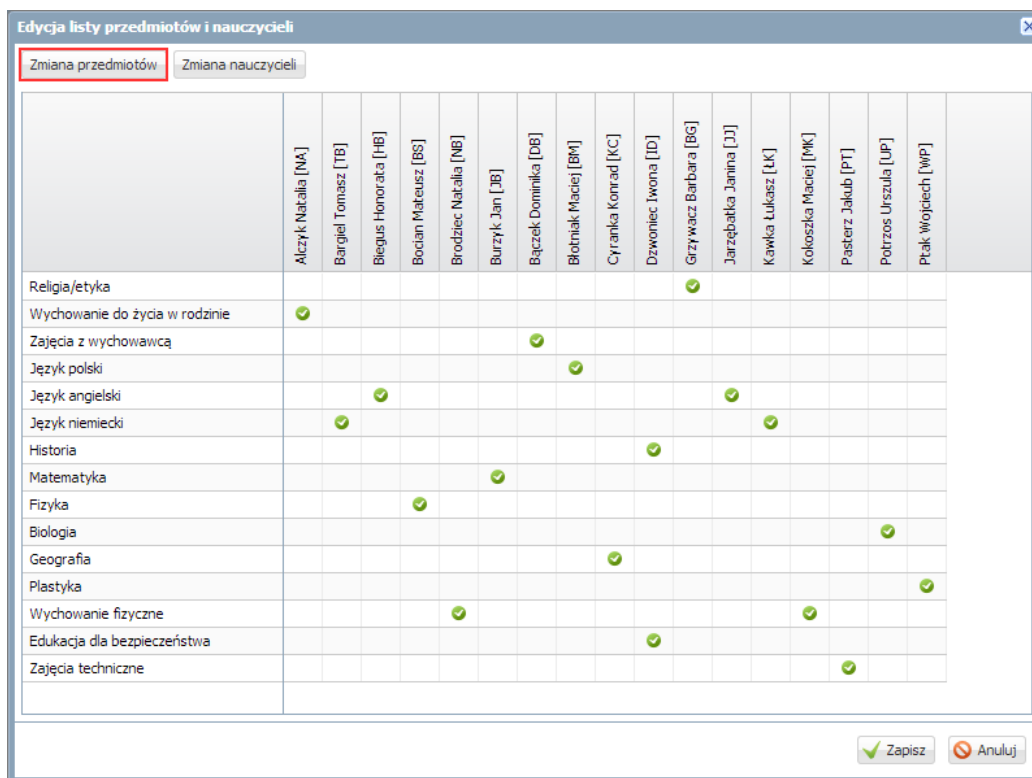 Edycja listy przedmiotów i nauczycieli
Zmiana przedmiotów
Zmiana nauczycieli
Alczyk Natalia [NA]
Bargiel Tomasz [TB]
Biegus Honorata [HB]
Bocian Mateusz [BS]
Brodziec Natalia [NB]
Burzyk Jan [JB]
Bączek Dominika [DB]
Błotniak Maciej [BM]
Cyranka Konrad [KC]
Dzwoniec Iwona [ID]
Grzywacz Barbara [BG]
Jarzębatka Janina [JJ]
Kawka Łukasz [ŁK]
Kokoszka Maciej [MK]
Pasterz Jakub [PT]
Potrzos Urszula [UP]
Ptak Wojciech [WP]
Religia/etyka
Wychowanie do życia w rodzinie
Zajęcia z wychowawcą
Język polski
Język angielski
Język niemiecki
Historia
Matematyka
Fizyka
Biologia
Geografia
Plastyka
Wychowanie fizyczne
Edukacja dla bezpieczeństwa
Zajęcia techniczne
Zapisz
Anuluj